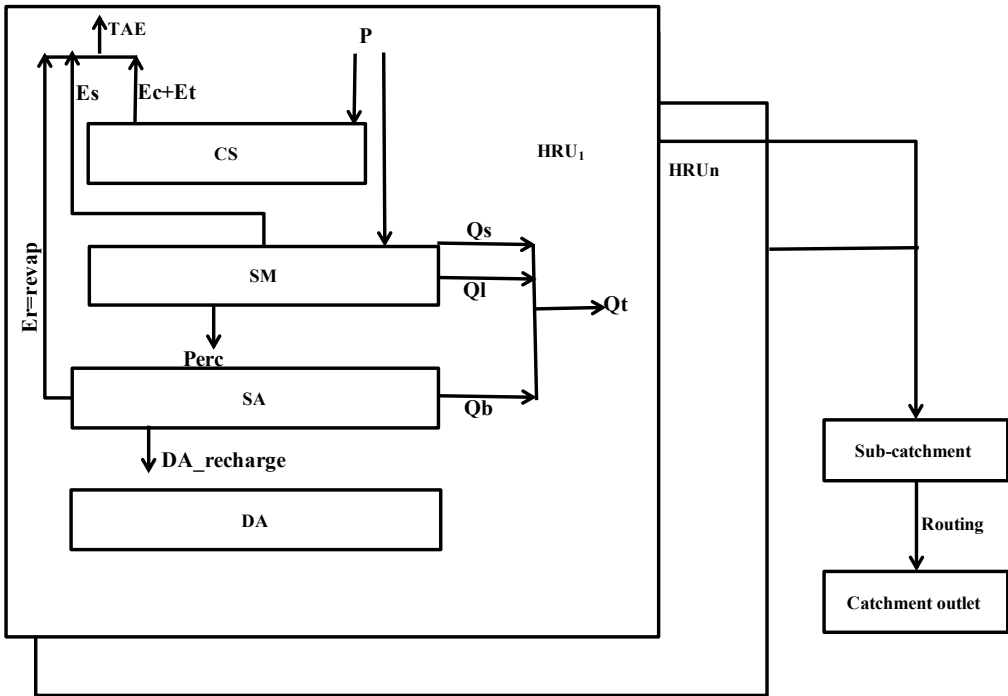 TAE
P
Es
Ec+Et
CS
HRU₁
HRUn
Er=revap
Qs
SM
Ql
Qt
Perc
SA
Qb
DA_recharge
DA
Sub-catchment
Routing
Catchment outlet